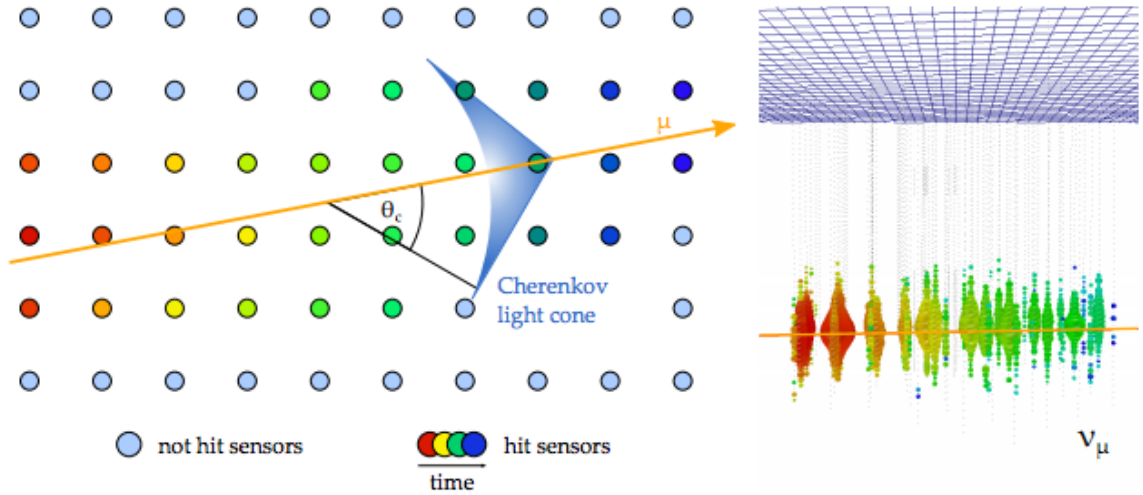 μ
θc
Cherenkov
light cone
not hit sensors
hit sensors
time
νμ